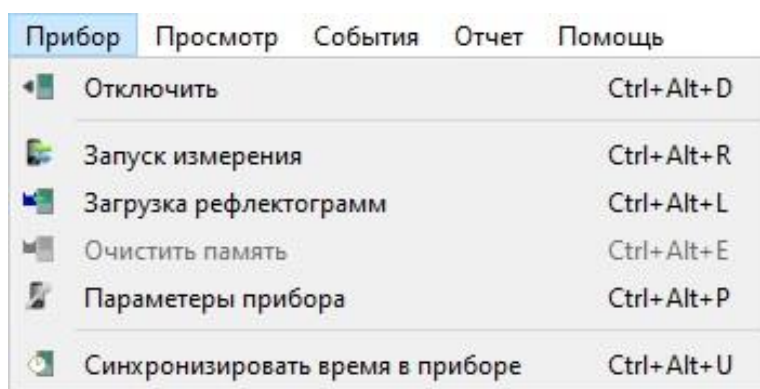 Прибор Просмотр События Отчет Помощь
Отключить Ctrl+Alt+D
Запуск измерения Ctrl+Alt+R
Загрузка рефлектограмм Ctrl+Alt+L
Очистить память Ctrl+Alt+E
Параметры прибора Ctrl+Alt+P
Синхронизировать время в приборе Ctrl+Alt+U